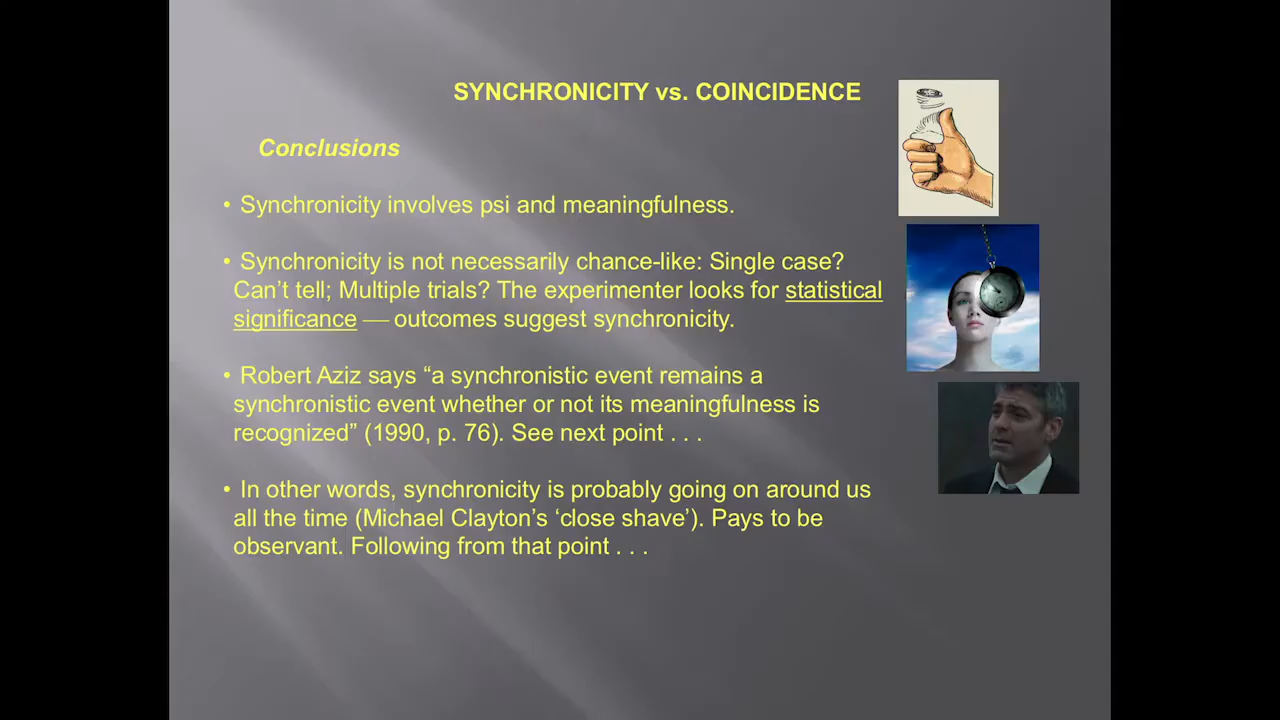 SYNCHRONICITY vs. COINCIDENCE
Conclusions
• Synchronicity involves psi and meaningfulness.
• Synchronicity is not necessarily chance-like: Single case?
Can’t tell; Multiple trials? The experimenter looks for statistical
significance — outcomes suggest synchronicity.
• Robert Aziz says “a synchronistic event remains a
synchronistic event whether or not its meaningfulness is
recognized” (1990, p. 76). See next point . . .
• In other words, synchronicity is probably going on around us
all the time (Michael Clayton’s ‘close shave’). Pays to be
observant. Following from that point . . .